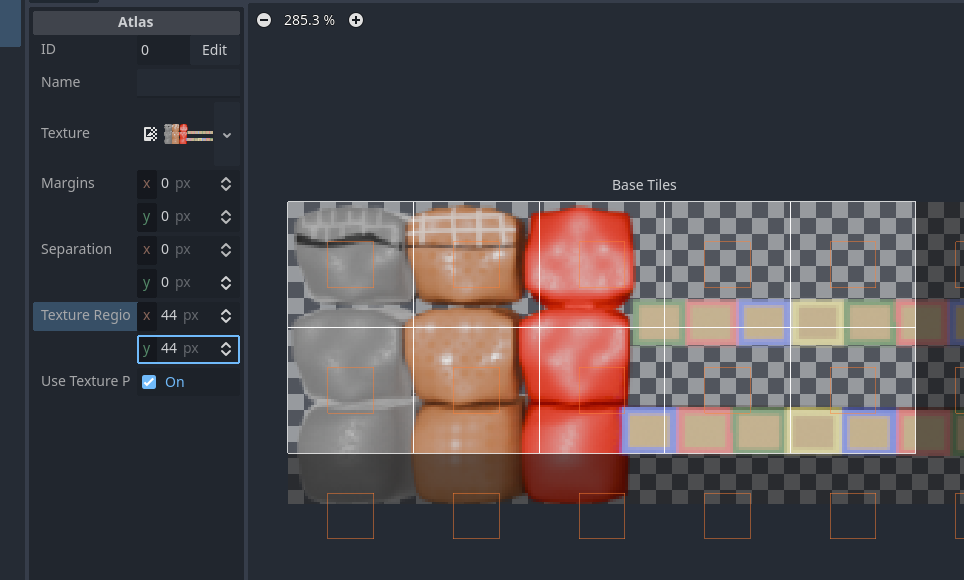 Atlas
285.3 %
ID 0 Edit
Name
Texture
Base Tiles
Margins x 0 px
y 0 px
Separation x 0 px
y 0 px
Texture Regio x 44 px
y 44 px
Use Texture P On